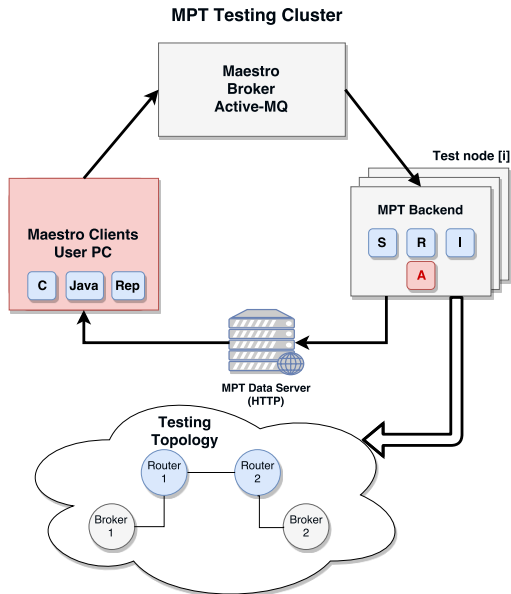 MPT Testing Cluster
Maestro
Broker
Active-MQ
Test node [i]
MPT Backend
S R I
A
Maestro Clients
User PC
C Java Rep
MPT Data Server
(HTTP)
Testing
Topology
Router
1
Router
2
Broker
1
Broker
2